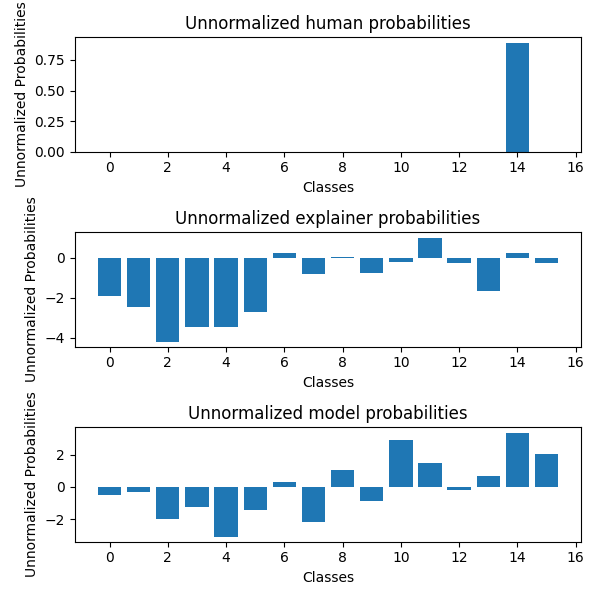 Unnormalized human probabilities
Unnormalized Probabilities
0.75
0.50
0.25
0.00
0 2 4 6 8 10 12 14 16
Classes
Unnormalized explainer probabilities
Unnormalized Probabilities
0
−2
−4
0 2 4 6 8 10 12 14 16
Classes
Unnormalized model probabilities
Unnormalized Probabilities
2
0
−2
0 2 4 6 8 10 12 14 16
Classes